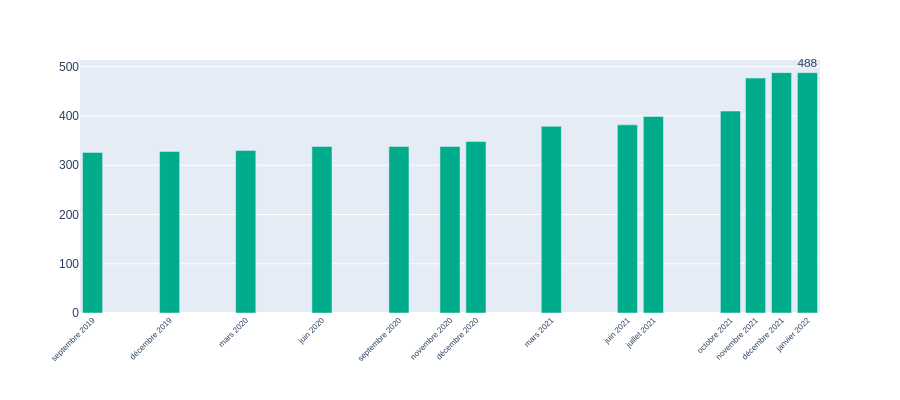 488
500
400
300
200
100
0
septembre 2019
décembre 2019
mars 2020
juin 2020
septembre 2020
novembre 2020
décembre 2020
mars 2021
juin 2021
juillet 2021
octobre 2021
novembre 2021
décembre 2021
janvier 2022